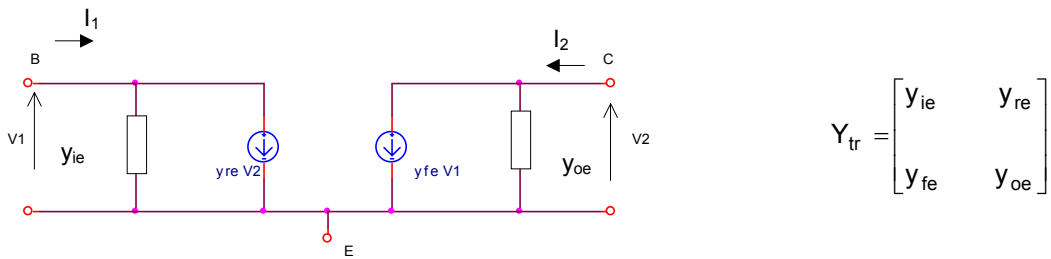 I1
B
I2
C
V1
yie
yre V2
yfe V1
yoe
V2
E
Ytr = [yie yre
yfe yoe]